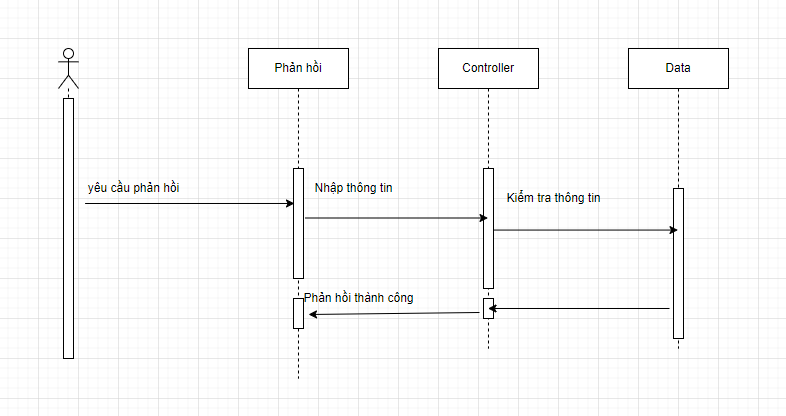 Phản hồi
Controller
Data
yêu cầu phản hồi
Nhập thông tin
Kiểm tra thông tin
Phản hồi thành công